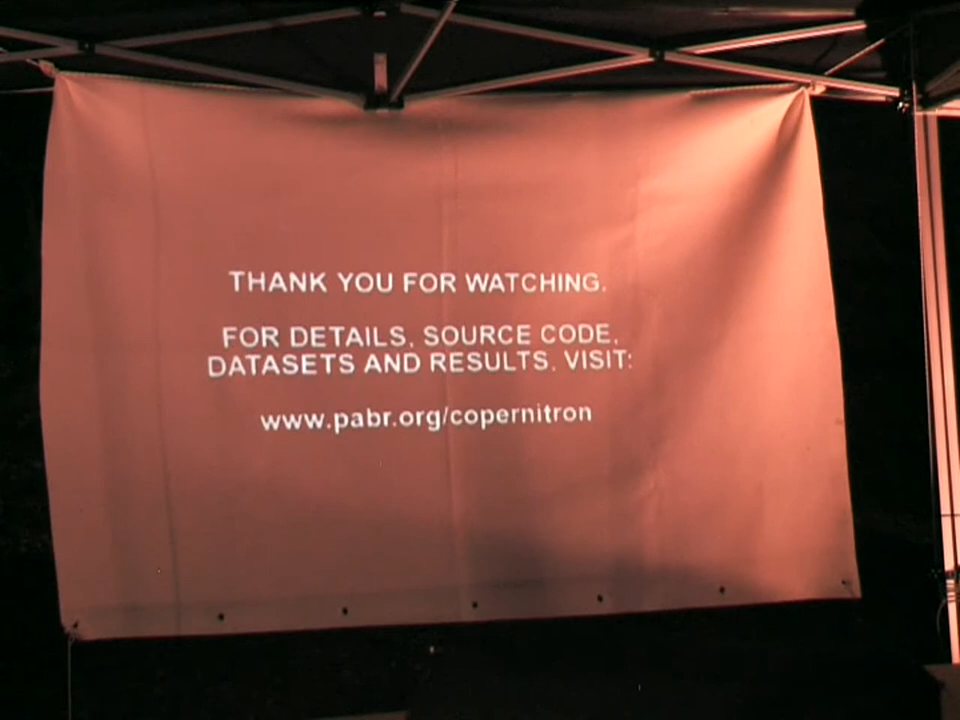 THANK YOU FOR WATCHING.
FOR DETAILS, SOURCE CODE,
DATASETS AND RESULTS, VISIT:
www.pabr.org/copernitron